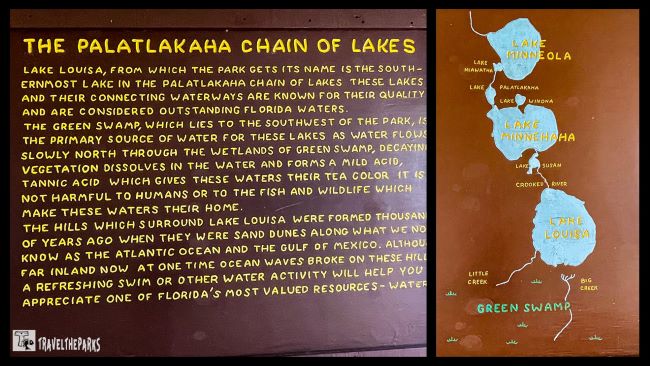 THE PALATLAKAHA CHAIN OF LAKES
LAKE LOUISA, FROM WHICH THE PARK GETS ITS NAME IS THE SOUTH-
ERNMOST LAKE IN THE PALATLAKAHA CHAIN OF LAKES THESE LAKES
AND THEIR CONNECTING WATERWAYS ARE KNOWN FOR THEIR QUALITY
AND ARE CONSIDERED OUTSTANDING FLORIDA WATERS.
THE GREEN SWAMP, WHICH LIES TO THE SOUTHWEST OF THE PARK, IS
THE PRIMARY SOURCE OF WATER FOR THESE LAKES AS WATER FLOWS
SLOWLY NORTH THROUGH THE WETLANDS OF GREEN SWAMP, DECAYIN
VEGETATION DISSOLVES IN THE WATER AND FORMS A MILD ACID,
TANNIC ACID WHICH GIVES THESE WATERS THEIR TEA COLOR IT IS
NOT HARMFUL TO HUMANS OR TO THE FISH AND WILDLIFE WHICH
MAKE THESE WATERS THEIR HOME.
THE HILLS WHICH SURROUND LAKE LOUISA WERE FORMED THOUSAN
OF YEARS AGO WHEN THEY WERE SAND DUNES ALONG WHAT WE NO
KNOW AS THE ATLANTIC OCEAN AND THE GULF OF MEXICO. ALTHOU
FAR INLAND NOW AT ONE TIME OCEAN WAVES BROKE ON THESE HILL
A REFRESHING SWIM OR OTHER WATER ACTIVITY WILL HELP YOU
APPRECIATE ONE OF FLORIDA'S MOST VALUED RESOURCES - WATER
TRAVELTHEPARKS
LAKE
MINNEOLA
LAKE
HIAWATHA
LAKE PALATLAKAHA
LAKE WINONA
LAKE
MINNEHAHA
LAKE SUSAN
CROOKED RIVER
LAKE
LOUISA
LITTLE
CREEK
BIG
CREEK
GREEN SWAMP